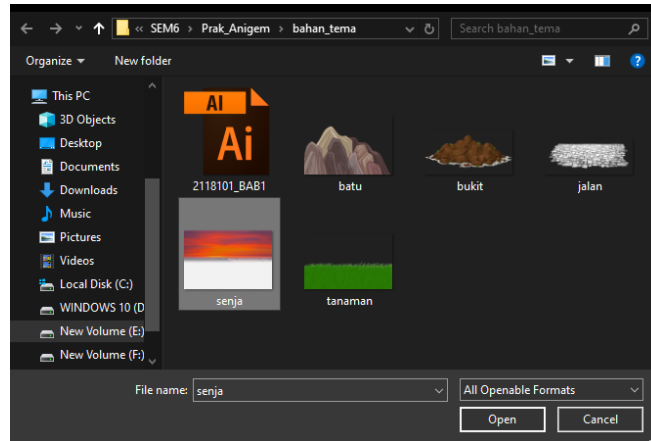 « SEM6 › Prak_Anigem › bahan_tema
Search bahan_tema
Organize
New folder
This PC
3D Objects
Desktop
Documents
Downloads
Music
Pictures
Videos
Local Disk (C:)
WINDOWS 10 (D
New Volume (E:)
New Volume (F:)
AI
Ai
2118101_BAB1
batu
bukit
jalan
senja
tanaman
File name: senja
All Openable Formats
Open
Cancel